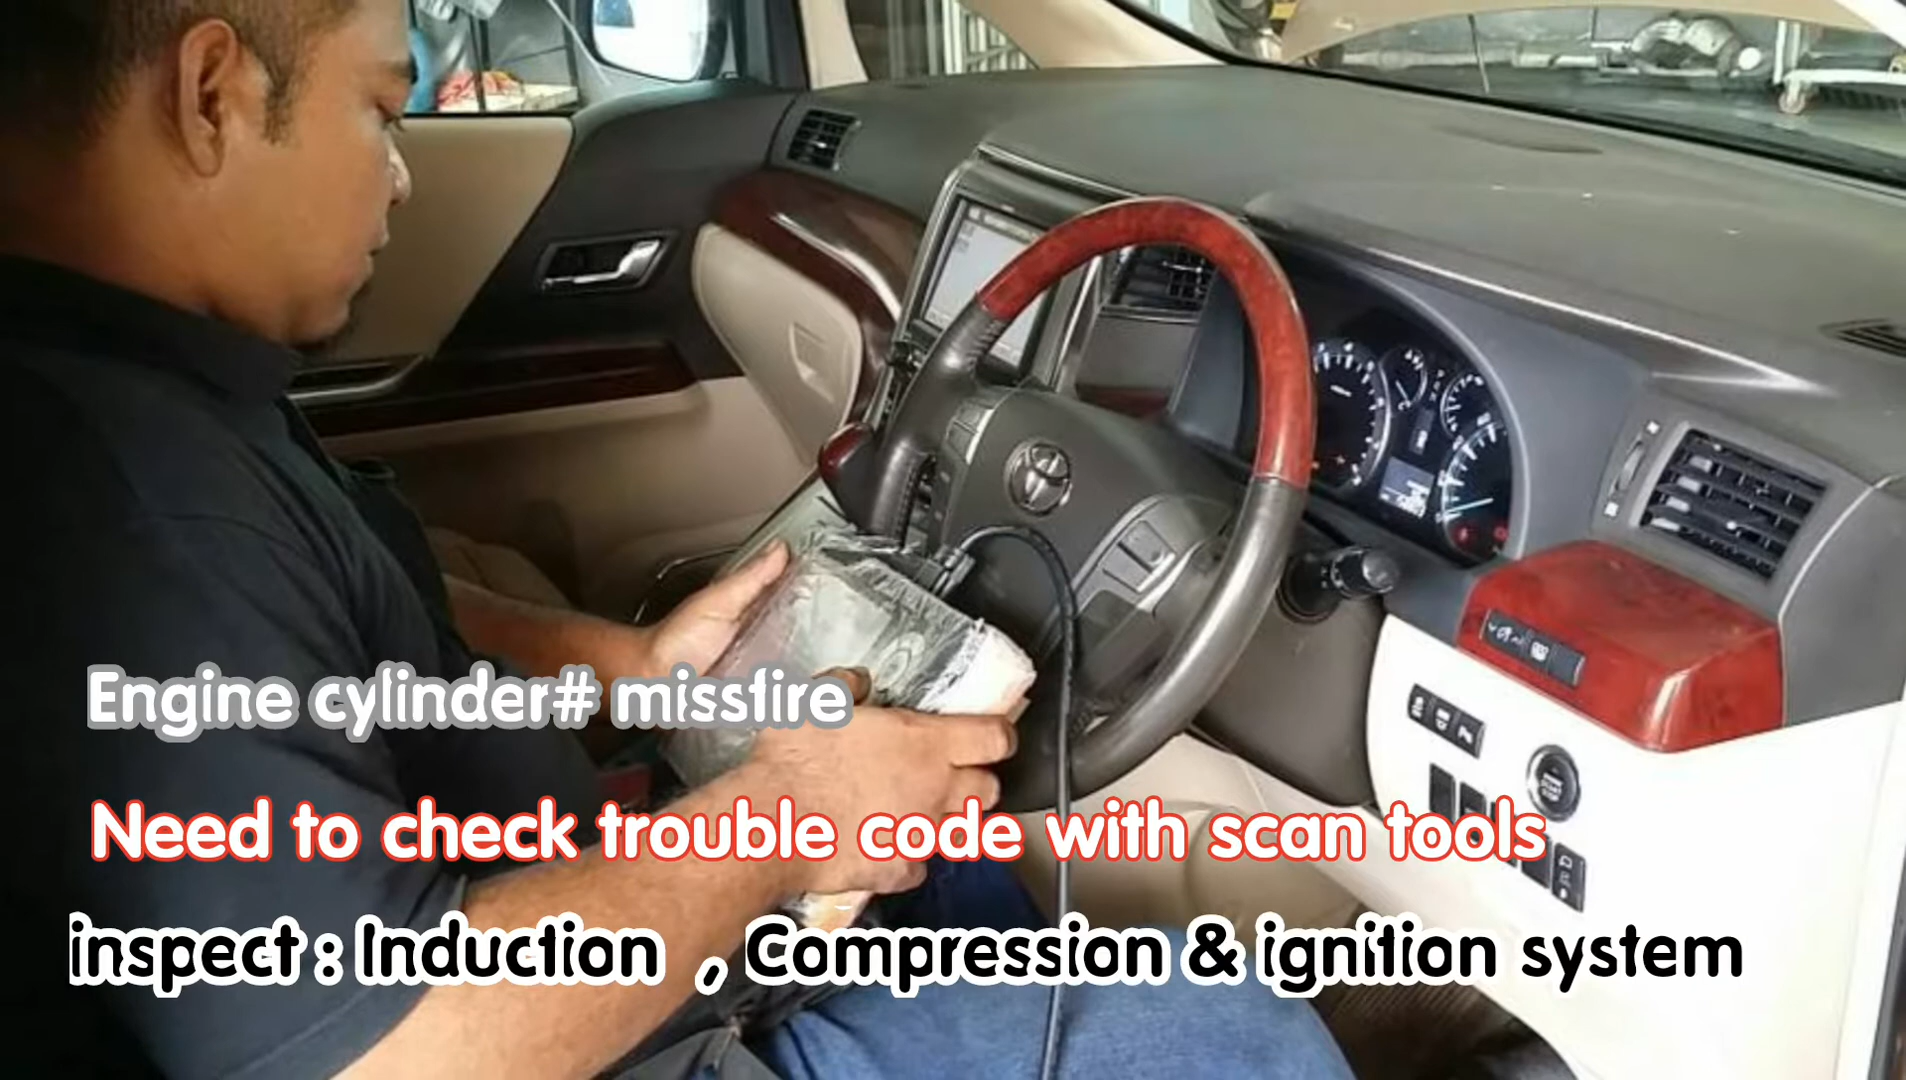 Engine cylinder# missfire
Need to check trouble code with scan tools
inspect : Induction , Compression & ignition system